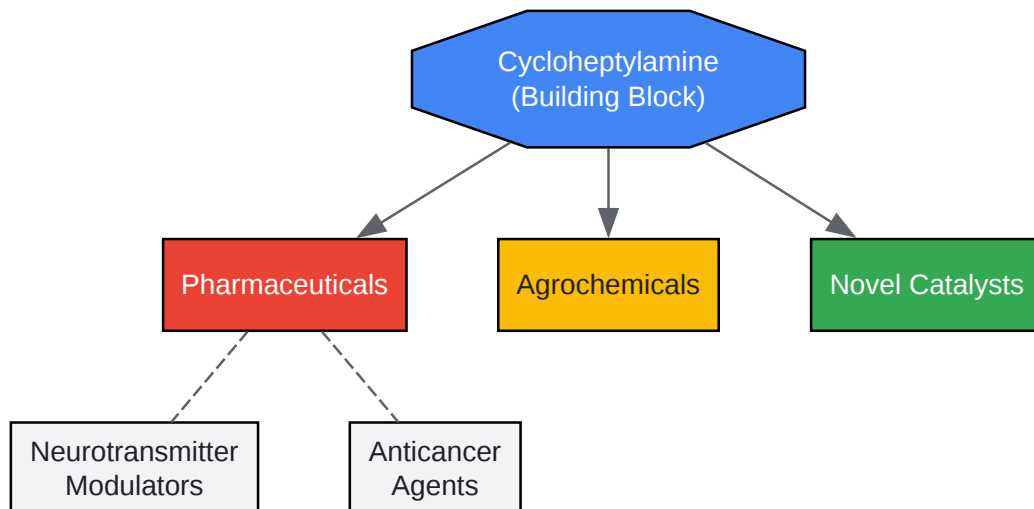 Cycloheptylamine
(Building Block)
Pharmaceuticals
Agrochemicals
Novel Catalysts
Neurotransmitter
Modulators
Anticancer
Agents